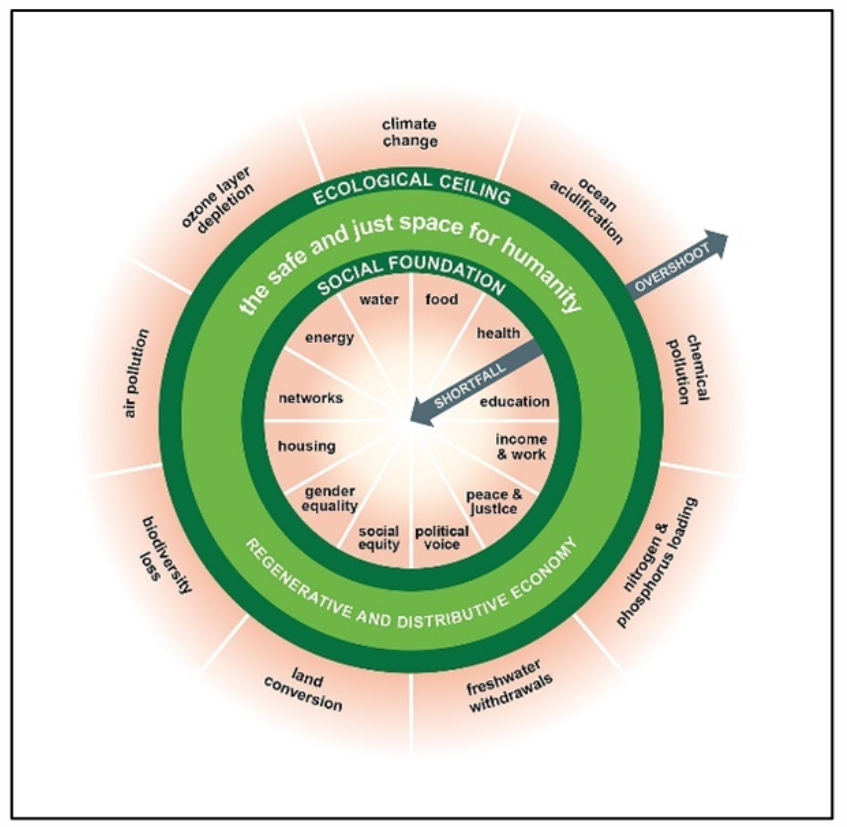 climate
change
ocean
acidification
chemical
pollution
nitrogen &
phosphorus loading
freshwater
withdrawals
land
conversion
biodiversity
loss
air pollution
ozone layer
depletion
OVERSHOOT
ECOLOGICAL CEILING
the safe and just space for humanity
SOCIAL FOUNDATION
water
food
energy
health
SHORTFALL
networks
education
housing
income
& work
gender
equality
peace &
justice
social
equity
political
voice
REGENERATIVE AND DISTRIBUTIVE ECONOMY